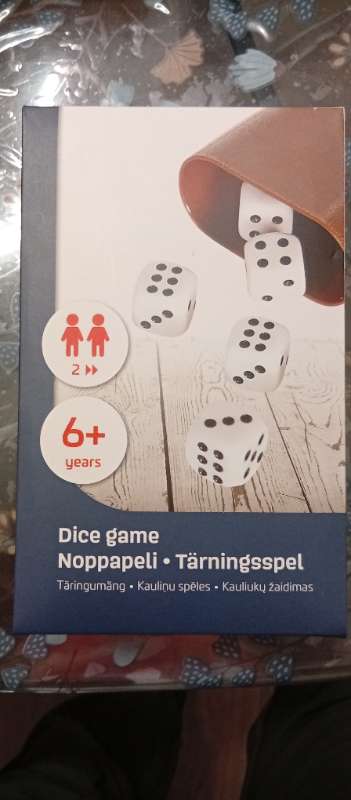 2
6+
years
Dice game
Noppapeli • Tärningsspel
Täringumäng • Kauliņu spēles • Kauliukų žaidimas